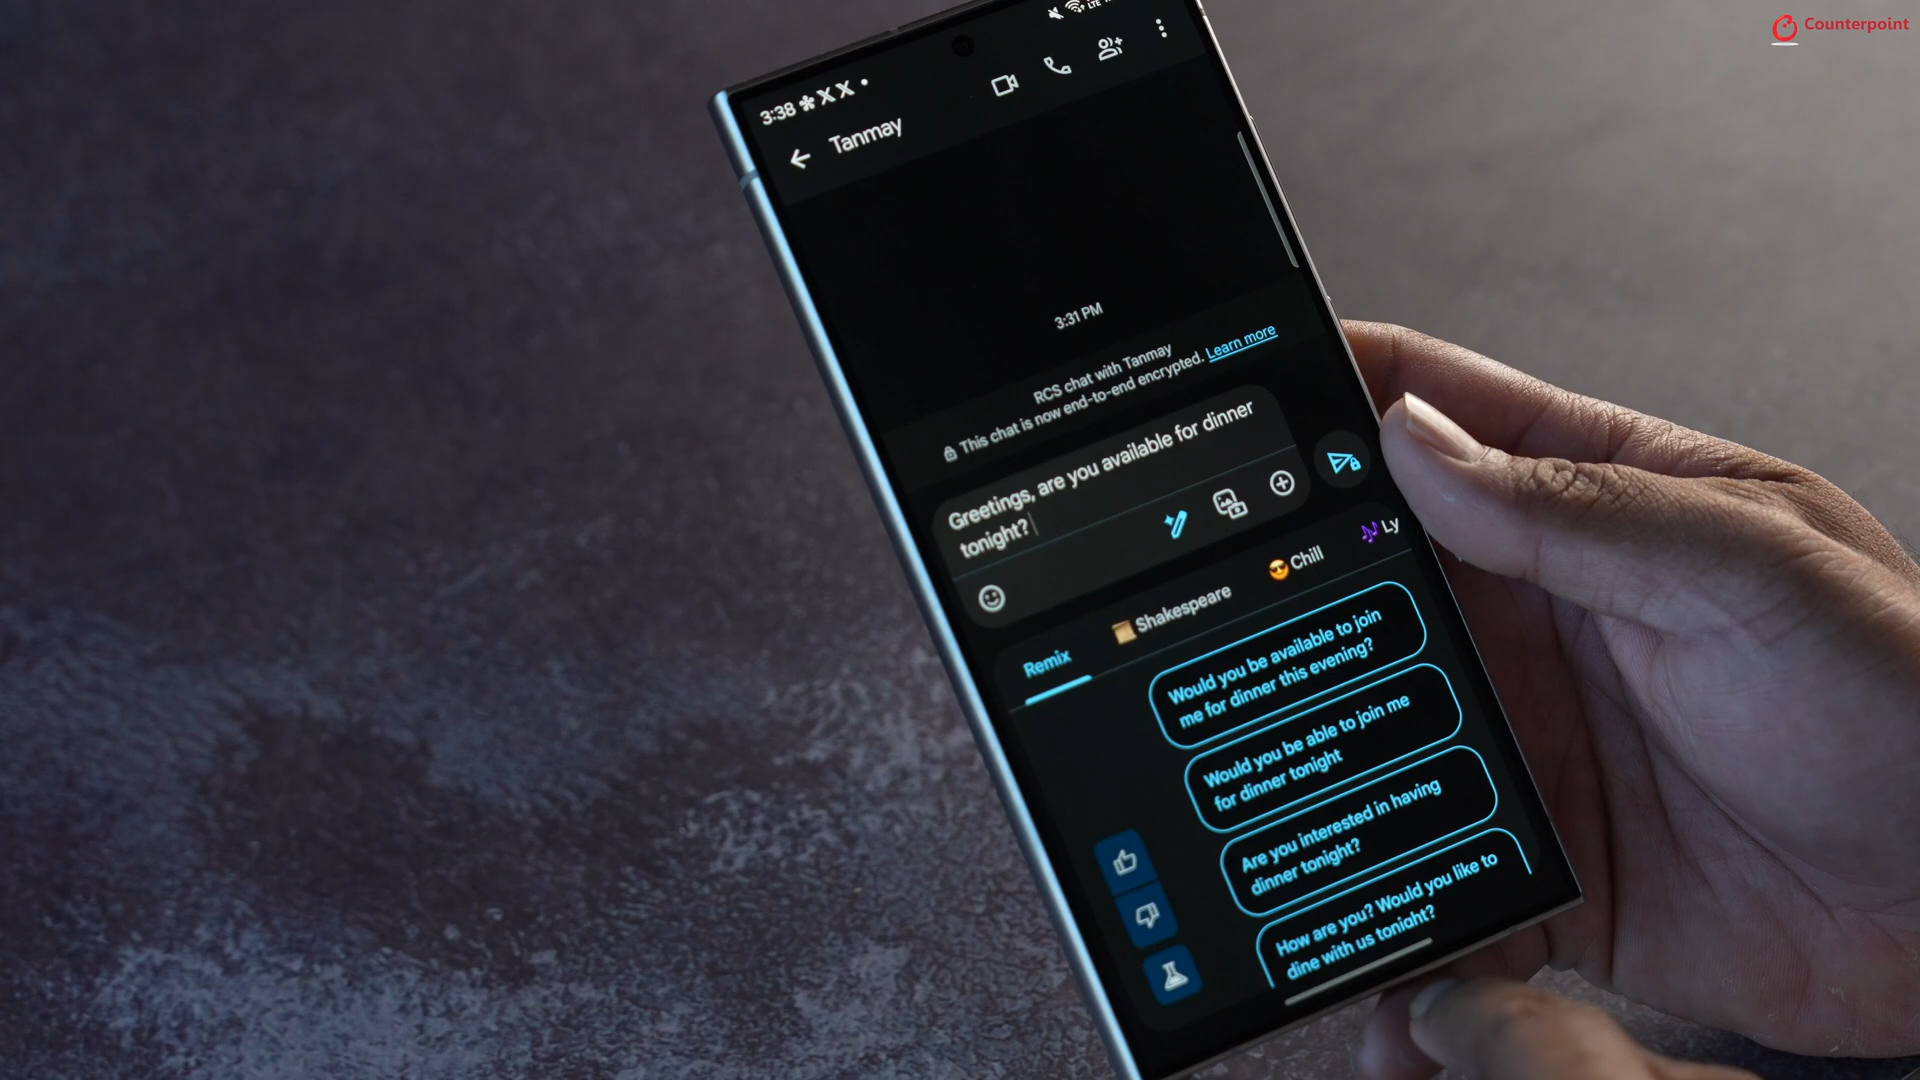 Counterpoint
LTE
3:38
Tanmay
3:31 PM
RCS chat with Tanmay
This chat is now end-to-end encrypted. Learn more
Greetings, are you available for dinner
tonight?
Remix
Shakespeare
Chill
Ly
Would you be available to join
me for dinner this evening?
Would you be able to join me
for dinner tonight
Are you interested in having
dinner tonight?
How are you? Would you like to
dine with us tonight?